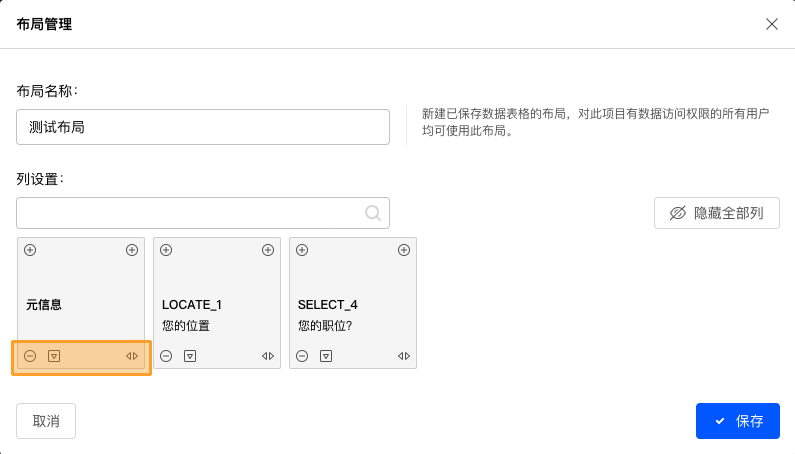 布局管理
布局名称：
测试布局
新建已保存数据表格的布局，对此项目有数据访问权限的所有用户
均可使用此布局。
列设置：
隐藏全部列
元信息
LOCATE_1
您的位置
SELECT_4
您的职位?
取消
保存